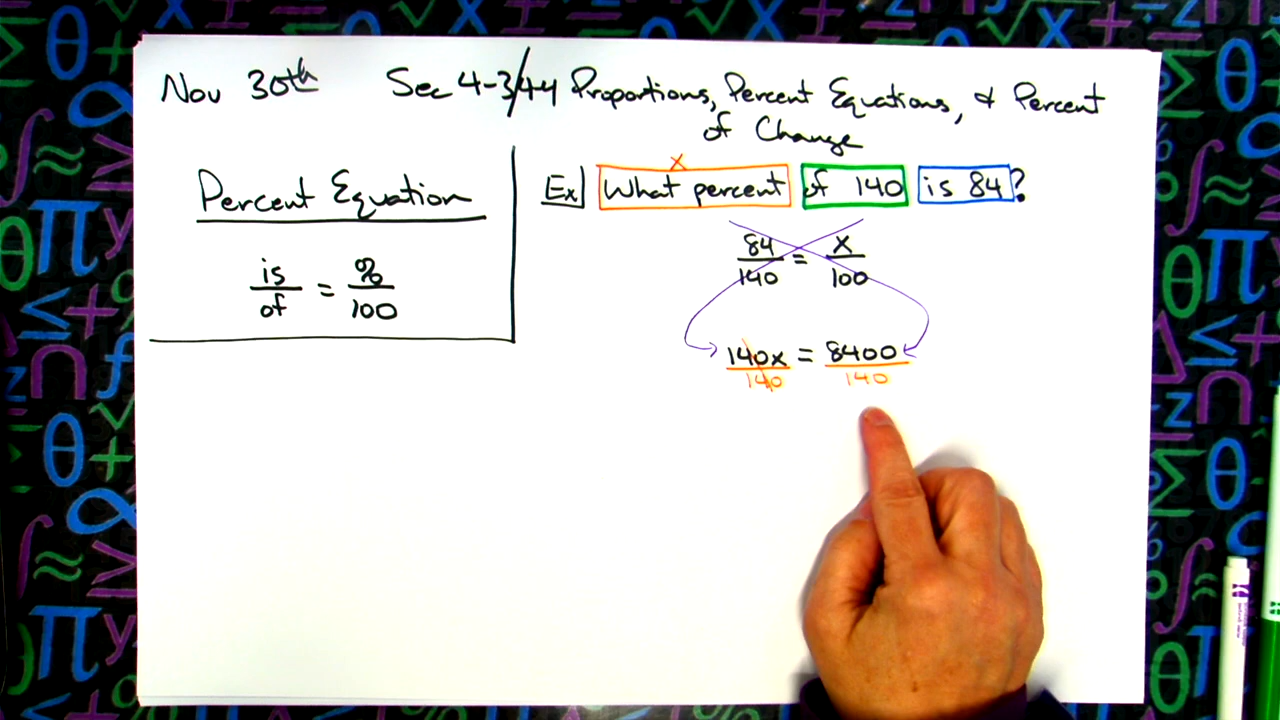 Nov 30th Sec 4-3/4-4 Proportions, Percent Equations, & Percent
of Change
Percent Equation
is/of = %/100
x
Ex] What percent of 140 is 84?
84/140 = x/100
140x/140 = 8400/140